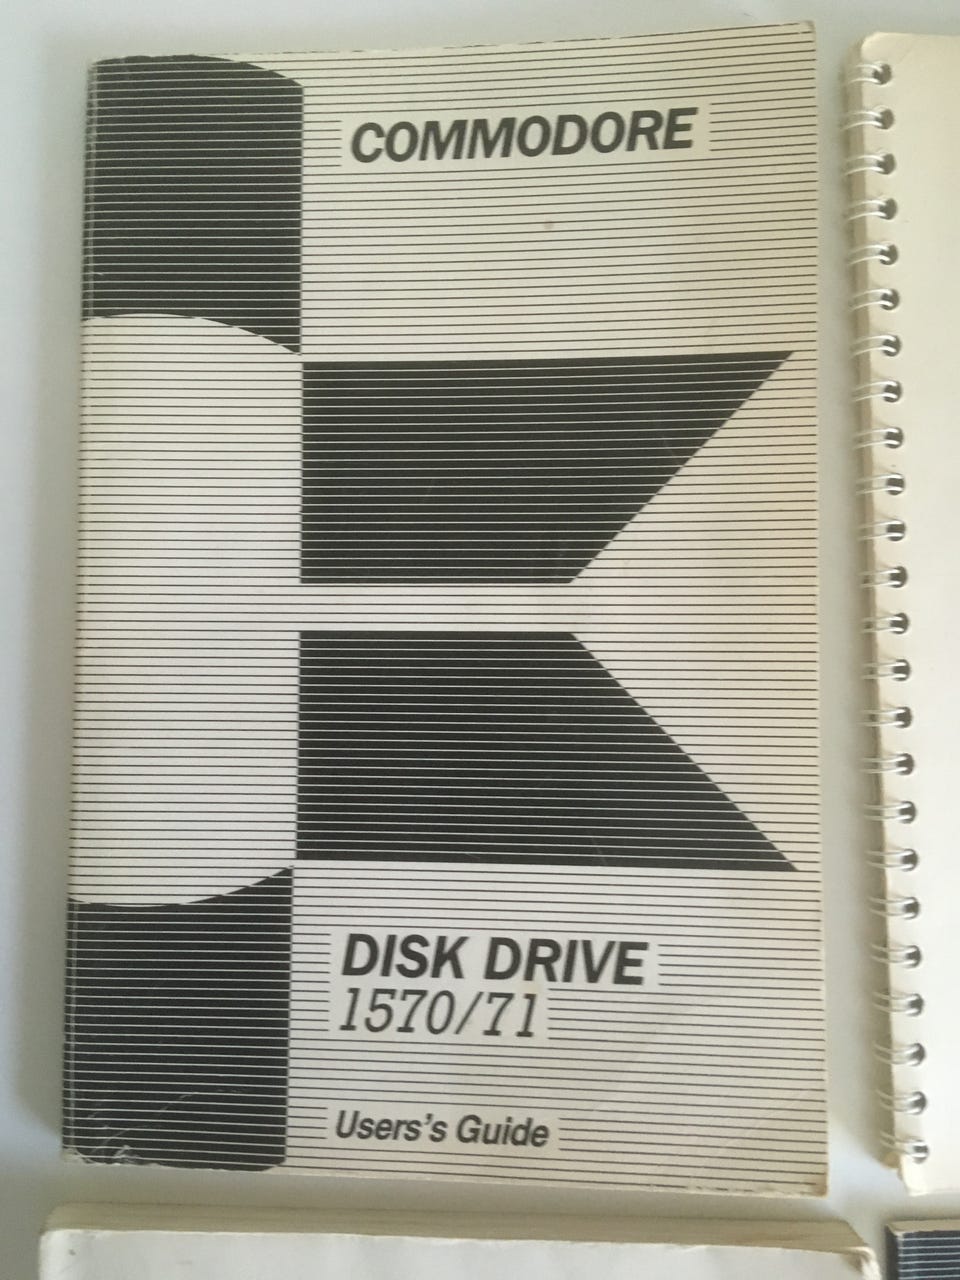 COMMODORE
DISK DRIVE
1570/71
Users's Guide